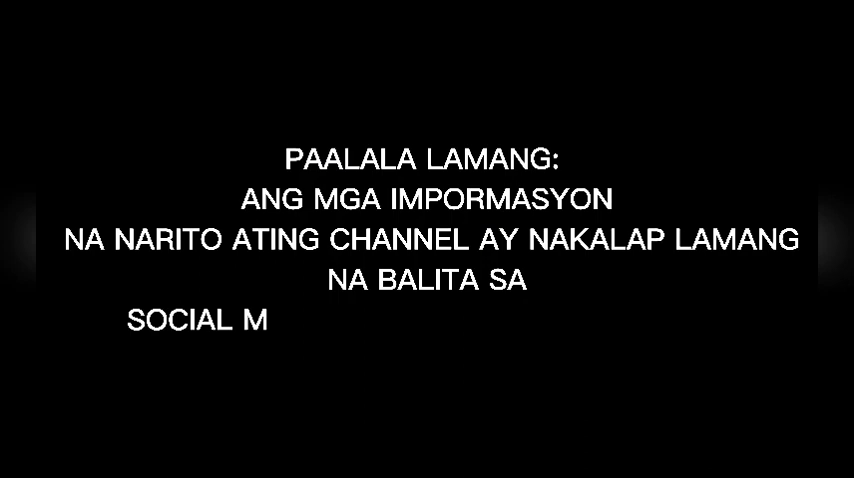 PAALALA LAMANG:
ANG MGA IMPORMASYON
NA NARITO ATING CHANNEL AY NAKALAP LAMANG
NA BALITA SA
SOCIAL M